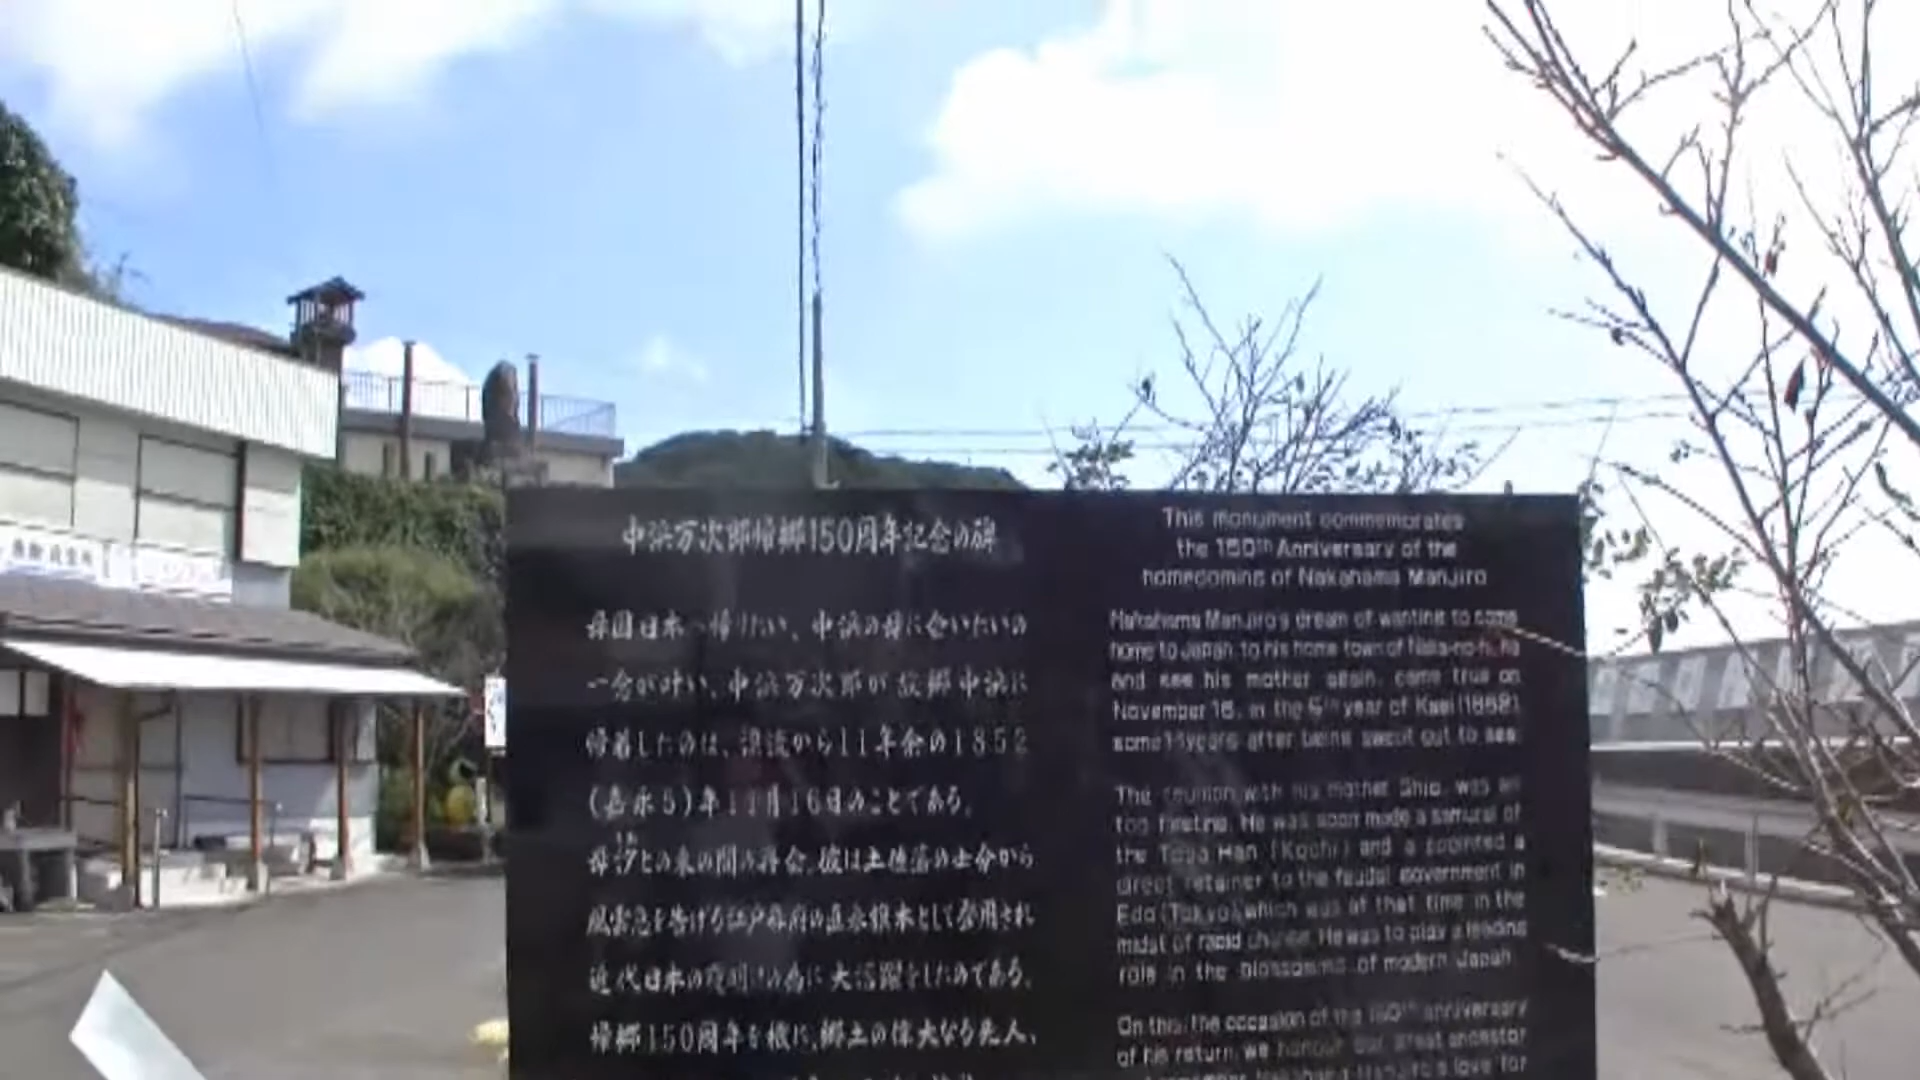 中浜万次郎帰郷150周年記念の碑
母国日本へ帰りたい、中浜の母に会いたいの
一念が叶い、中浜万次郎が故郷中浜に
帰着したのは、漂流から11年余の1852
(嘉永5)年11月16日のことである。
母汐との束の間の再会、彼は土佐藩の士分から
風雲急を告げる江戸幕府の直参旗本として登用され
近代日本の夜明けの為に大活躍をしたのである。
帰郷150周年を機に、郷土の偉大なる先人、
This monument commemorates
the 150th Anniversary of the
homecoming of Nakahama Manjiro
Nakahama Manjiro's dream of wanting to come
home to Japan, to his home town of Naka-no-hama
and see his mother again, came true on
November 16, in the 5th year of Kaei (1852),
some years after being swept out to sea.
The reunion with his mother Shio, was all
too fleeting. He was soon made a samurai of
the Tosa Han (Kochi) and appointed a
direct retainer to the feudal government in
Edo (Tokyo), which was at that time in the
midst of rapid change. He was to play a leading
role in the blossoming of modern Japan.
On this, the occasion of the 150th anniversary
of his return, we honour our great ancestor
love for